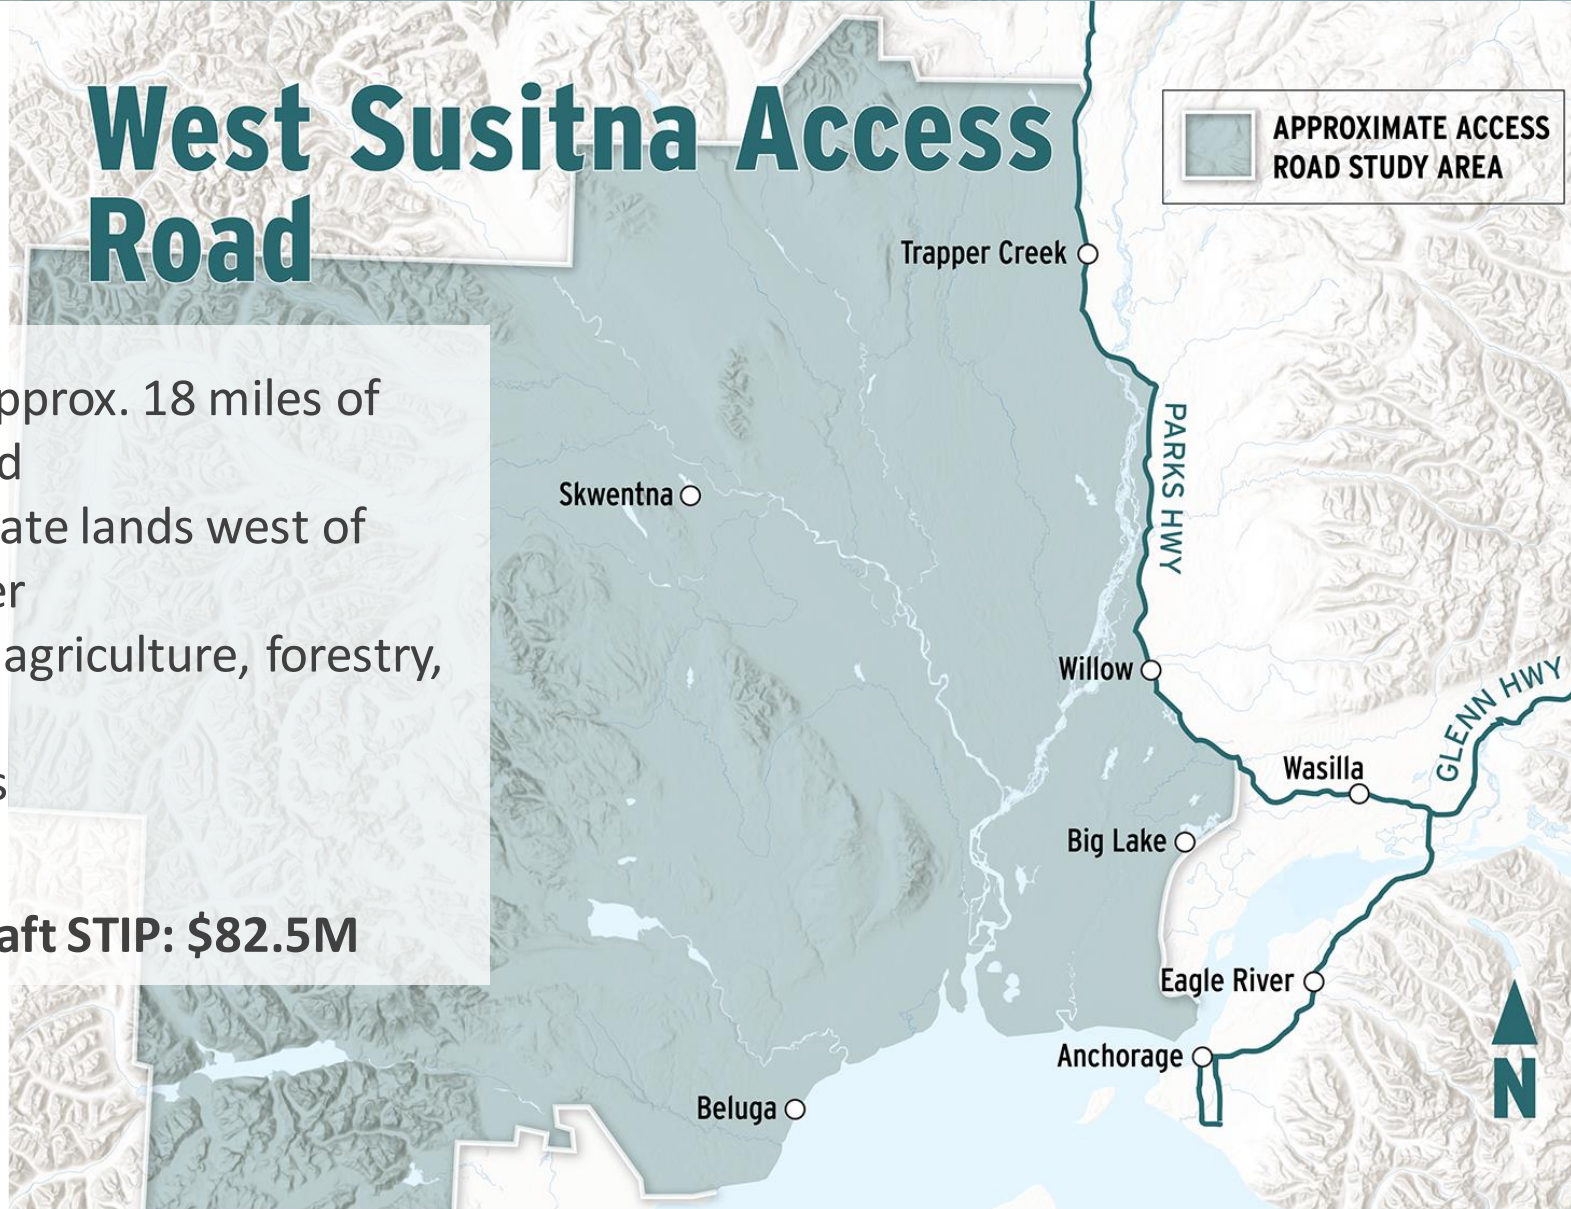 West Susitna Access
Road
APPROXIMATE ACCESS
ROAD STUDY AREA
Trapper Creek
pprox. 18 miles of
d
ate lands west of
er
agriculture, forestry,
s
aft STIP: $82.5M
PARKS HWY
Skwentna
Willow
GLENN HWY
Wasilla
Big Lake
Eagle River
Anchorage
Beluga
N